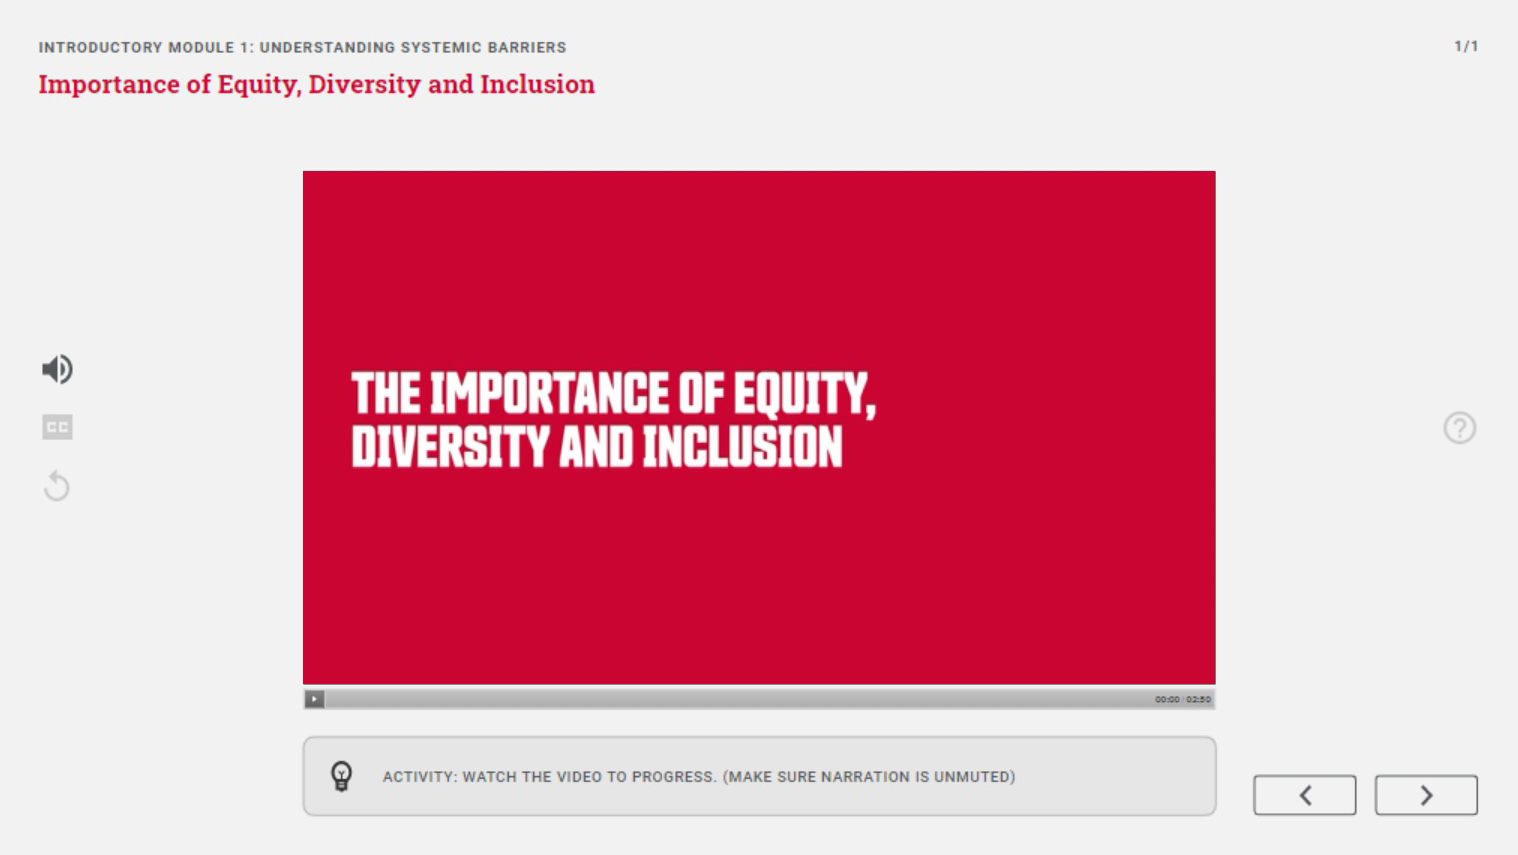 INTRODUCTORY MODULE 1: UNDERSTANDING SYSTEMIC BARRIERS
1/1
Importance of Equity, Diversity and Inclusion
THE IMPORTANCE OF EQUITY,
DIVERSITY AND INCLUSION
CC
?
00:00 / 02:50
ACTIVITY: WATCH THE VIDEO TO PROGRESS. (MAKE SURE NARRATION IS UNMUTED)